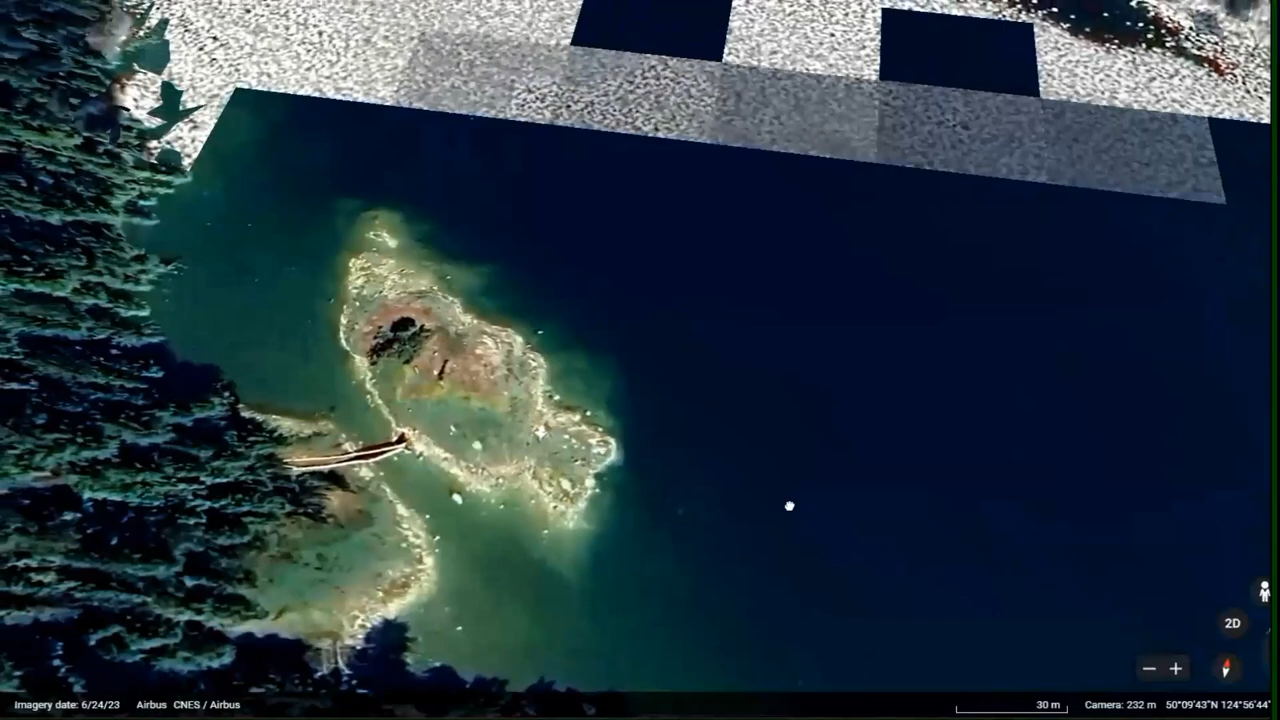 2D
− +
Imagery date: 6/24/23 Airbus CNES / Airbus 30 m Camera: 232 m 50°09'43"N 124°56'44"